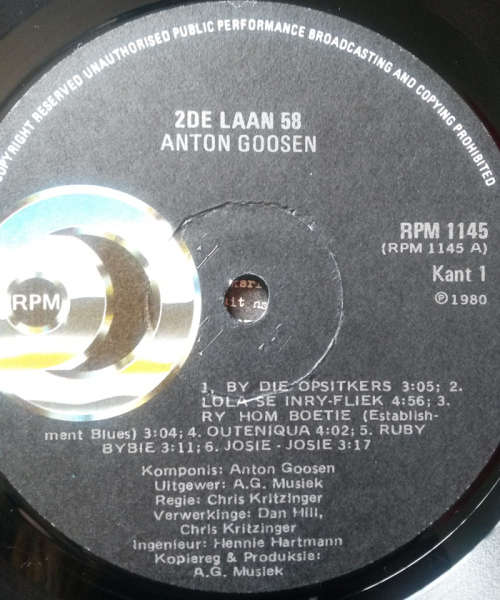 COPYRIGHT RESERVED UNAUTHORISED PUBLIC PERFORMANCE BROADCASTING AND COPYING PROHIBITED
2DE LAAN 58
ANTON GOOSEN
RPM 1145
(RPM 1145 A)
Kant 1
℗ 1980
RPM
1, BY DIE OPSITKERS 3:05; 2.
LOLA SE INRY-FLIEK 4:56; 3.
RY HOM BOETIE (Establish-
ment Blues) 3:04; 4. OUTENIQUA 4:02; 5. RUBY
BYBIE 3:11; 6. JOSIE - JOSIE 3:17
Komponis: Anton Goosen
Uitgewer: A.G. Musiek
Regie: Chris Kritzinger
Verwerkinge: Dan Hill,
Chris Kritzinger
Ingenieur: Hennie Hartmann
Kopiereg & Produksie:
A.G. Musiek